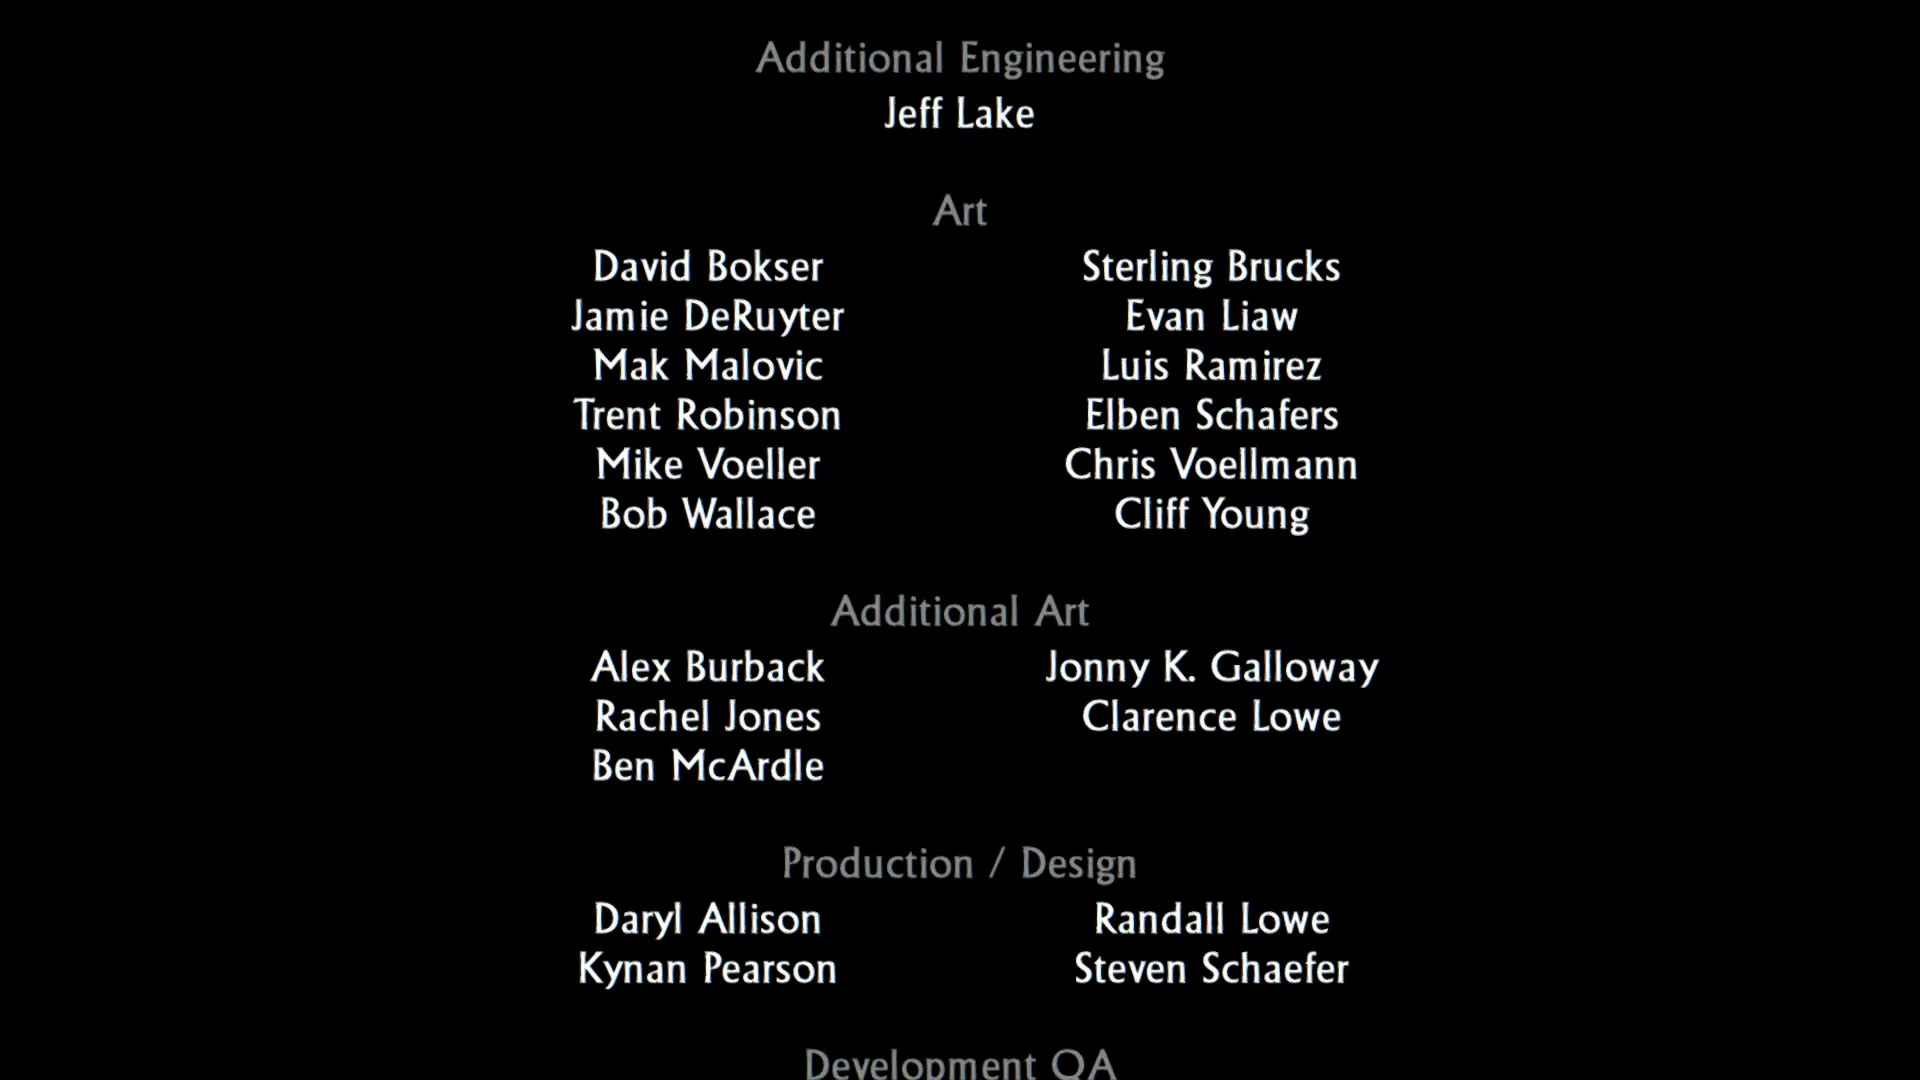 Additional Engineering
Jeff Lake
Art
David Bokser Sterling Brucks
Jamie DeRuyter Evan Liaw
Mak Malovic Luis Ramirez
Trent Robinson Elben Schafers
Mike Voeller Chris Voellmann
Bob Wallace Cliff Young
Additional Art
Alex Burback Jonny K. Galloway
Rachel Jones Clarence Lowe
Ben McArdle
Production / Design
Daryl Allison Randall Lowe
Kynan Pearson Steven Schaefer
Development QA